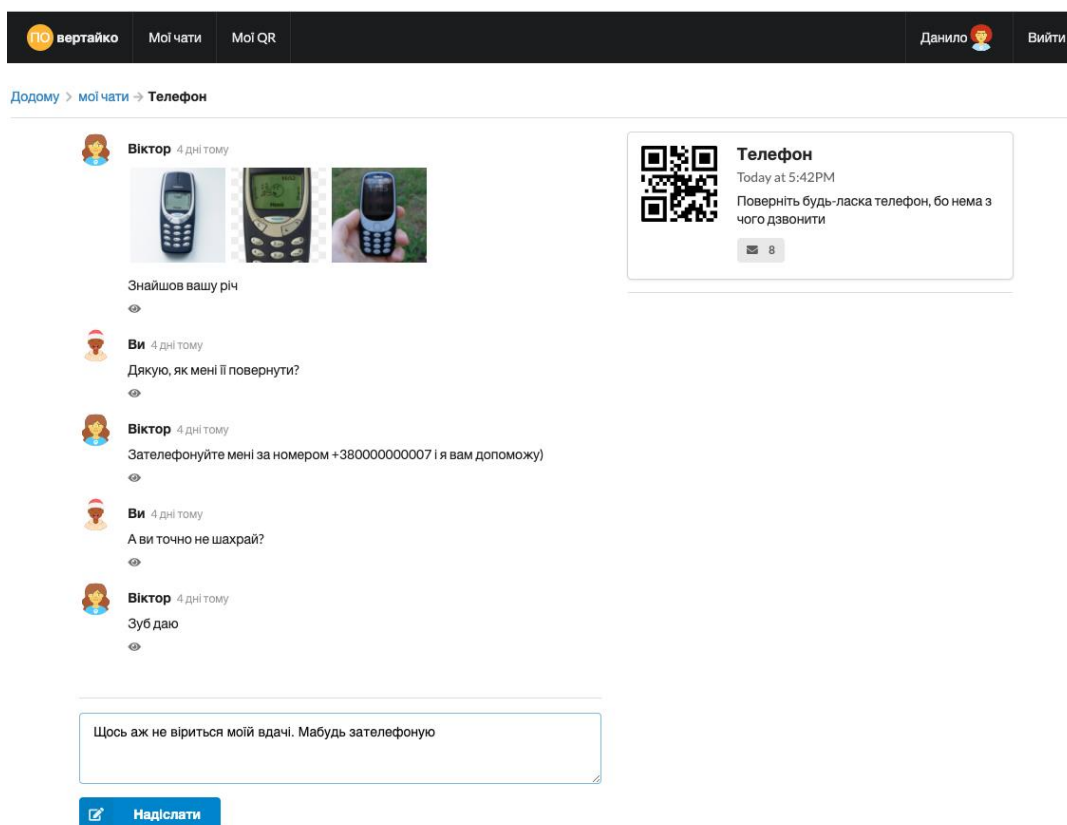 ПО вертайко Мої чати Мої QR Данило Вийти
Додому > мої чати → Телефон
Віктор 4 дні тому
Знайшов вашу річ
Ви 4 дні тому
Дякую, як мені її повернути?
Віктор 4 дні тому
Зателефонуйте мені за номером +380000000007 і я вам допоможу)
Ви 4 дні тому
А ви точно не шахрай?
Віктор 4 дні тому
Зуб даю
Щось аж не віриться моїй вдачі. Мабудь зателефоную
Надіслати
Телефон
Today at 5:42PM
Поверніть будь-ласка телефон, бо нема з
чого дзвонити
8